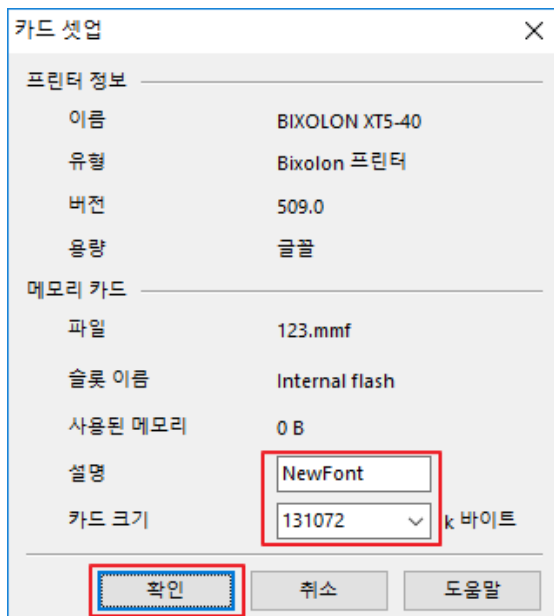 카드 셋업
프린터 정보
이름 BIXOLON XT5-40
유형 Bixolon 프린터
버전 509.0
용량 글꼴
메모리 카드
파일 123.mmf
슬롯 이름 Internal flash
사용된 메모리 0 B
설명 NewFont
카드 크기 131072 k 바이트
확인 취소 도움말